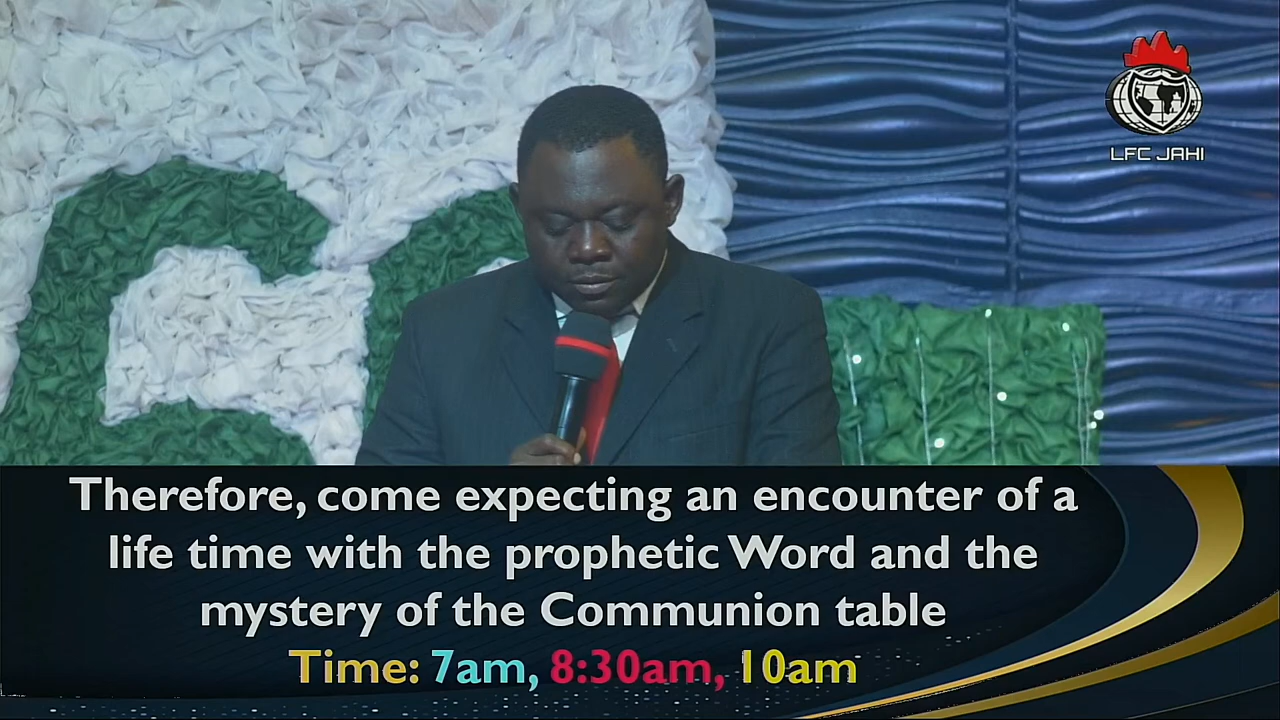 LFC JAHI
Therefore, come expecting an encounter of a
life time with the prophetic Word and the
mystery of the Communion table
Time: 7am, 8:30am, 10am